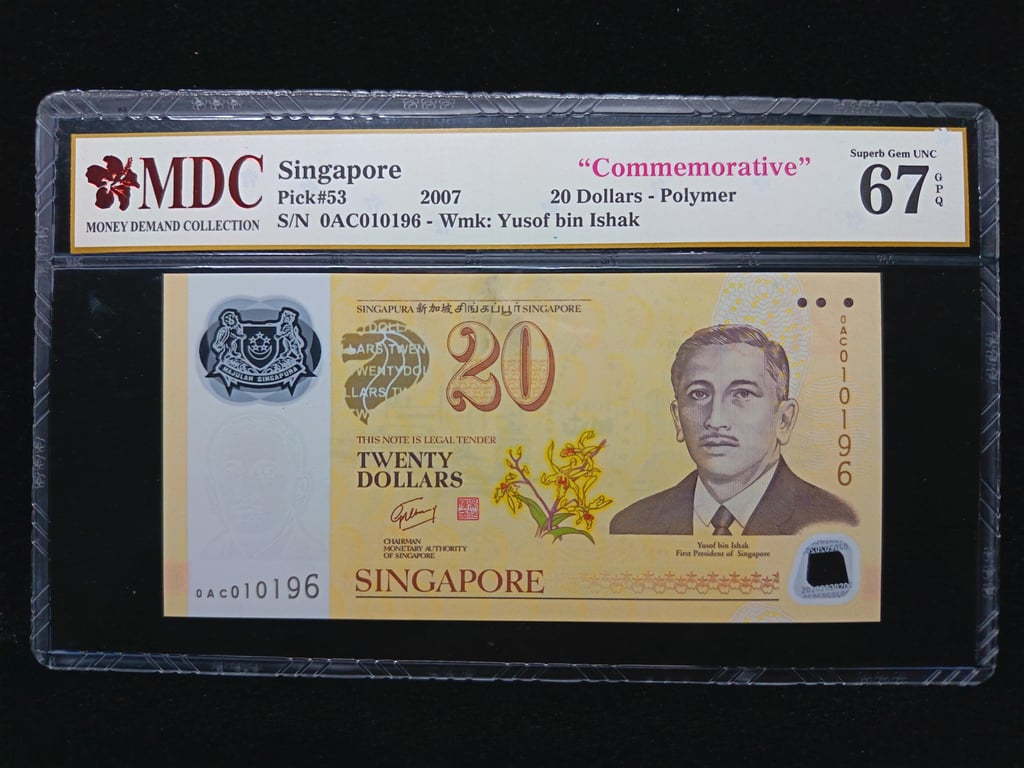 MDC
MONEY DEMAND COLLECTION
Singapore
"Commemorative"
Pick#53 2007 20 Dollars - Polymer
S/N 0AC010196 - Wmk: Yusof bin Ishak
Superb Gem UNC
67
GPQ
SINGAPURA 新加坡 சிங்கப்பூர் SINGAPORE
MAJULAH SINGAPURA
20
0AC010196
THIS NOTE IS LEGAL TENDER
TWENTY
DOLLARS
CHAIRMAN
MONETARY AUTHORITY
OF SINGAPORE
Yusof bin Ishak
First President of Singapore
SINGAPORE
0AC010196